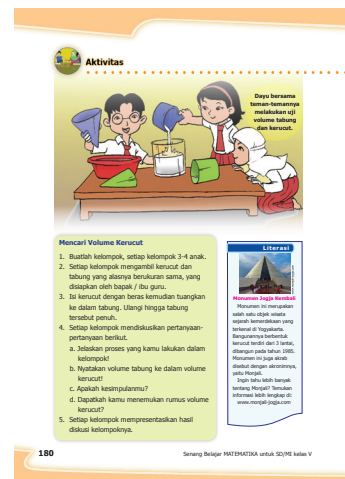 Aktivitas
Dayu bersama
teman-temannya
melakukan uji
volume tabung
dan kerucut.
Mencari Volume Kerucut
1. Buatlah kelompok, setiap kelompok 3-4 anak.
2. Setiap kelompok mengambil kerucut dan
tabung yang alasnya berukuran sama, yang
disiapkan oleh bapak / ibu guru.
3. Isi kerucut dengan beras kemudian tuangkan
ke dalam tabung. Ulangi hingga tabung
tersebut penuh.
4. Setiap kelompok mendiskusikan pertanyaan-
pertanyaan berikut.
a. Jelaskan proses yang kamu lakukan dalam
kelompok!
b. Nyatakan volume tabung ke dalam volume
kerucut!
c. Apakah kesimpulanmu?
d. Dapatkah kamu menemukan rumus volume
kerucut?
5. Setiap kelompok mempresentasikan hasil
diskusi kelompoknya.
Literasi
Monumen Jogja Kembali
Monumen ini merupakan
salah satu objek wisata
sejarah kemerdekaan yang
terkenal di Yogyakarta.
Bangunannya berbentuk
kerucut terdiri dari 3 lantai,
dibangun pada tahun 1985.
Monumen ini juga akrab
disebut dengan akronimnya,
yaitu Monjali.
Ingin tahu lebih banyak
tentang Monjali? Temukan
informasi lebih lengkap di:
www.monjali-jogja.com
180
Senang Belajar MATEMATIKA untuk SD/MI kelas V